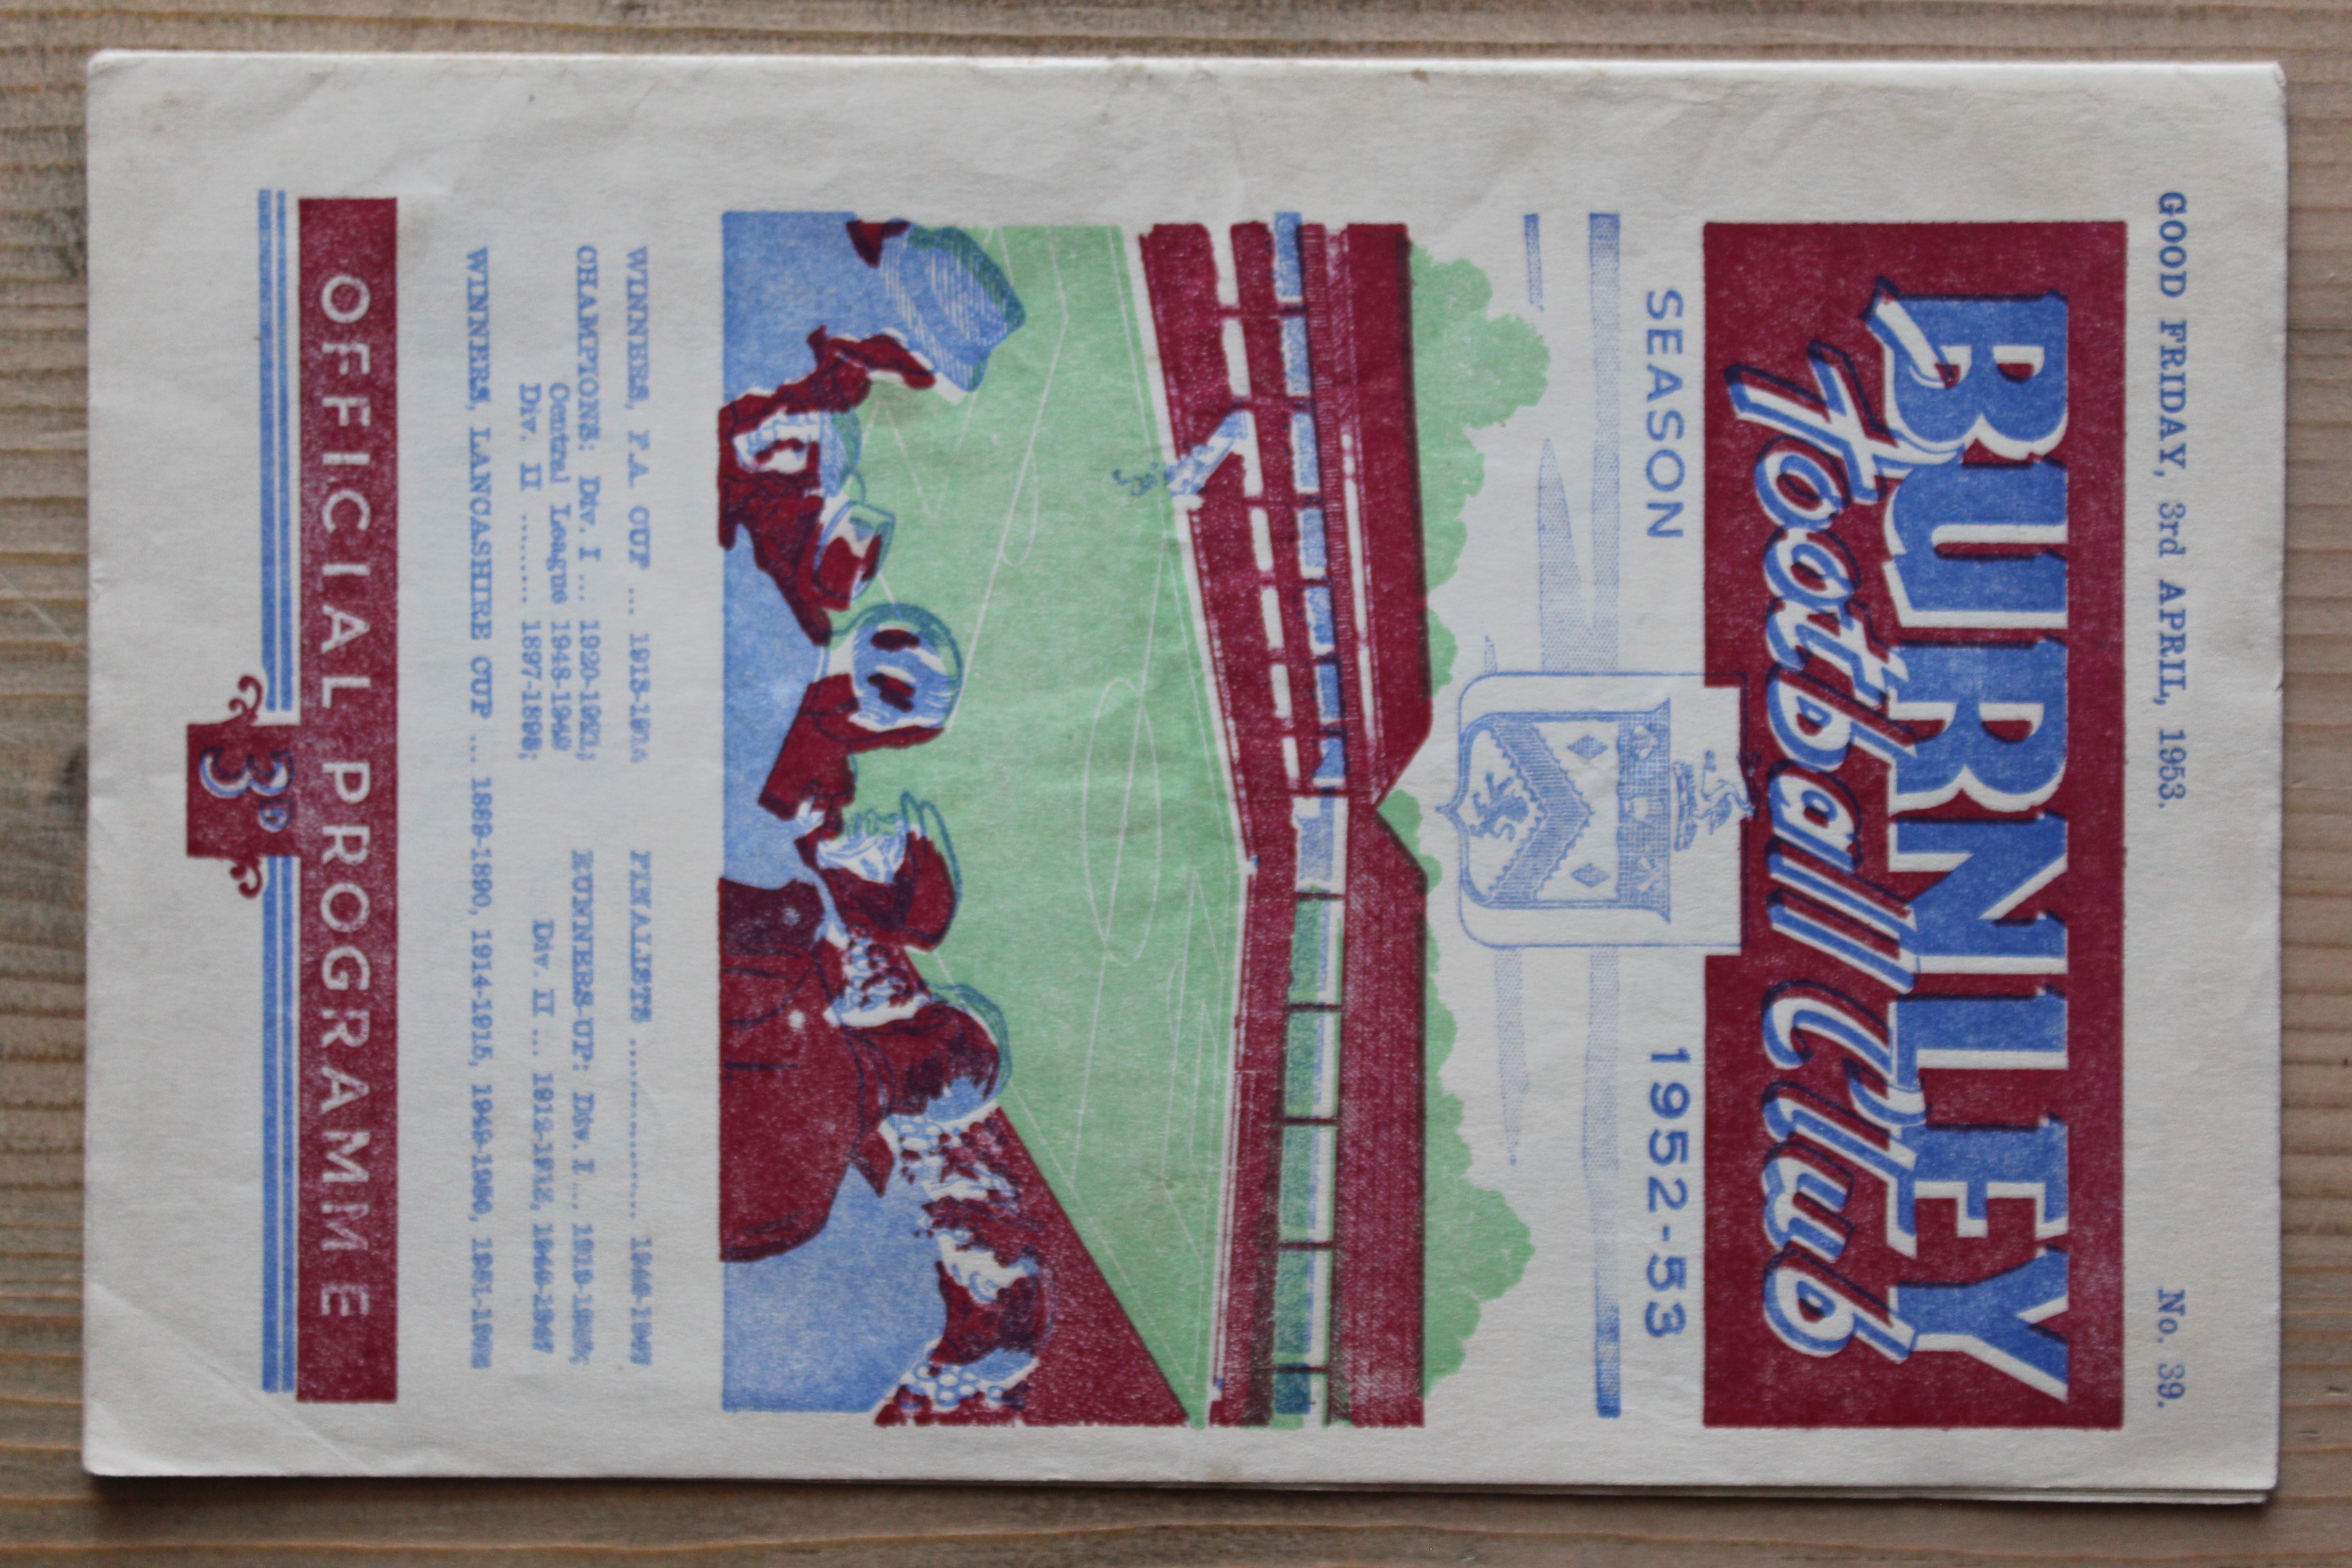 GOOD FRIDAY, 3rd APRIL, 1953. No. 39.
BURNLEY
Football Club
SEASON 1952-53
WINNERS, F.A. CUP ... 1913-1914 FINALISTS ................ 1946-1947
CHAMPIONS: Div. I ... 1920-1921; RUNNERS-UP: Div. I ... 1919-1920;
Central League 1948-1949 Div. II ... 1912-1913, 1946-1947
Div. II ......... 1897-1898;
WINNERS, LANCASHIRE CUP ... 1889-1890, 1914-1915, 1949-1950, 1951-1952
OFFICIAL PROGRAMME
3D